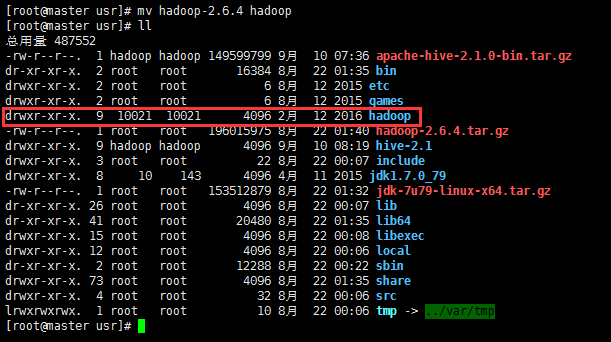 [root@master usr]# mv hadoop-2.6.4 hadoop
[root@master usr]# ll
总用量 487552
-rw-r--r--. 1 hadoop hadoop 149599799 9月 10 07:36 apache-hive-2.1.0-bin.tar.gz
dr-xr-xr-x. 2 root root 16384 8月 22 01:35 bin
drwxr-xr-x. 2 root root 6 8月 12 2015 etc
drwxr-xr-x. 2 root root 6 8月 12 2015 games
drwxr-xr-x. 9 10021 10021 4096 2月 12 2016 hadoop
-rw-r--r--. 1 root root 196015975 8月 22 01:40 hadoop-2.6.4.tar.gz
drwxr-xr-x. 9 hadoop hadoop 4096 9月 10 08:19 hive-2.1
drwxr-xr-x. 3 root root 22 8月 22 00:07 include
drwxr-xr-x. 8 10 143 4096 4月 11 2015 jdk1.7.0_79
-rw-r--r--. 1 root root 153512879 8月 22 01:32 jdk-7u79-linux-x64.tar.gz
dr-xr-xr-x. 26 root root 4096 8月 22 00:07 lib
dr-xr-xr-x. 41 root root 20480 8月 22 01:35 lib64
drwxr-xr-x. 15 root root 4096 8月 22 00:08 libexec
drwxr-xr-x. 12 root root 4096 8月 22 00:06 local
dr-xr-xr-x. 2 root root 12288 8月 22 00:22 sbin
drwxr-xr-x. 73 root root 4096 8月 22 01:35 share
drwxr-xr-x. 4 root root 32 8月 22 00:06 src
lrwxrwxrwx. 1 root root 10 8月 22 00:06 tmp -> ../var/tmp
[root@master usr]#